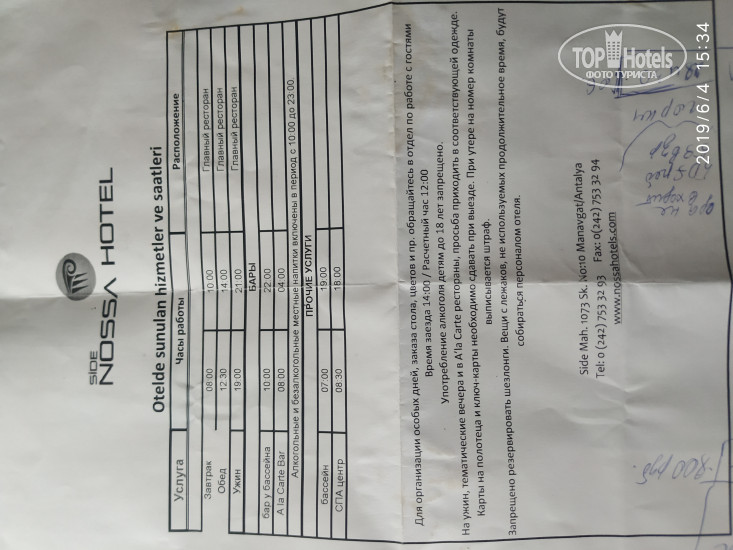 SIDE
NOSSA HOTEL
Otelde sunulan hizmetler ve saatleri
Услуга Часы работы Расположение
Завтрак 08:00 10:00 Главный ресторан
Обед 12:30 14:00 Главный ресторан
Ужин 19:00 21:00 Главный ресторан
БАРЫ
бар у бассейна 10:00 22:00
A la Carte Bar 08:00 04:00
Алкогольные и безалкогольные местные напитки включены в период с 10:00 до 23:00.
ПРОЧИЕ УСЛУГИ
бассейн 07:00 19:00
СПА центр 08:30 18:00
Для организации особых дней, заказа стола, цветов и пр. обращайтесь в отдел по работе с гостями
Время заезда 14:00 / Расчетный час 12:00
Употребление алкоголя детям до 18 лет запрещено.
На ужин, тематические вечера и в A'la Carte рестораны, просьба приходить в соответствующей одежде.
Карты на полотеца и ключ-карты необходимо сдавать при выезде. При утере на номер комнаты
выписывается штраф.
Запрещено резервировать шезлонги. Вещи с лежаков, не используемых продолжительное время, будут
собираться персоналом отеля.
Side Mah. 1073 Sk. No:10 Manavgat/Antalya
Tel: 0 (242) 753 32 93 Fax: 0(242) 753 32 94
www.nossahotels.com
800 руб.
TOP Hotels
ФОТО ТУРИСТА
2019/6/4 15:34